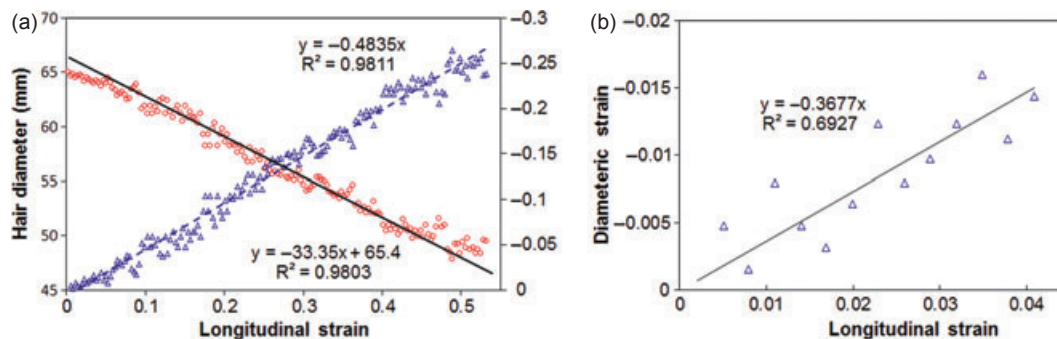 (a)
70
65
60
55
50
45
Hair diameter (mm)
y = –0.4835x
R² = 0.9811
y = –33.35x + 65.4
R² = 0.9803
–0.3
–0.25
–0.2
–0.15
–0.1
–0.05
0
0 0.1 0.2 0.3 0.4 0.5
Longitudinal strain
(b)
–0.02
–0.015
–0.01
–0.005
0
Diameteric strain
y = –0.3677x
R² = 0.6927
0 0.01 0.02 0.03 0.04
Longitudinal strain